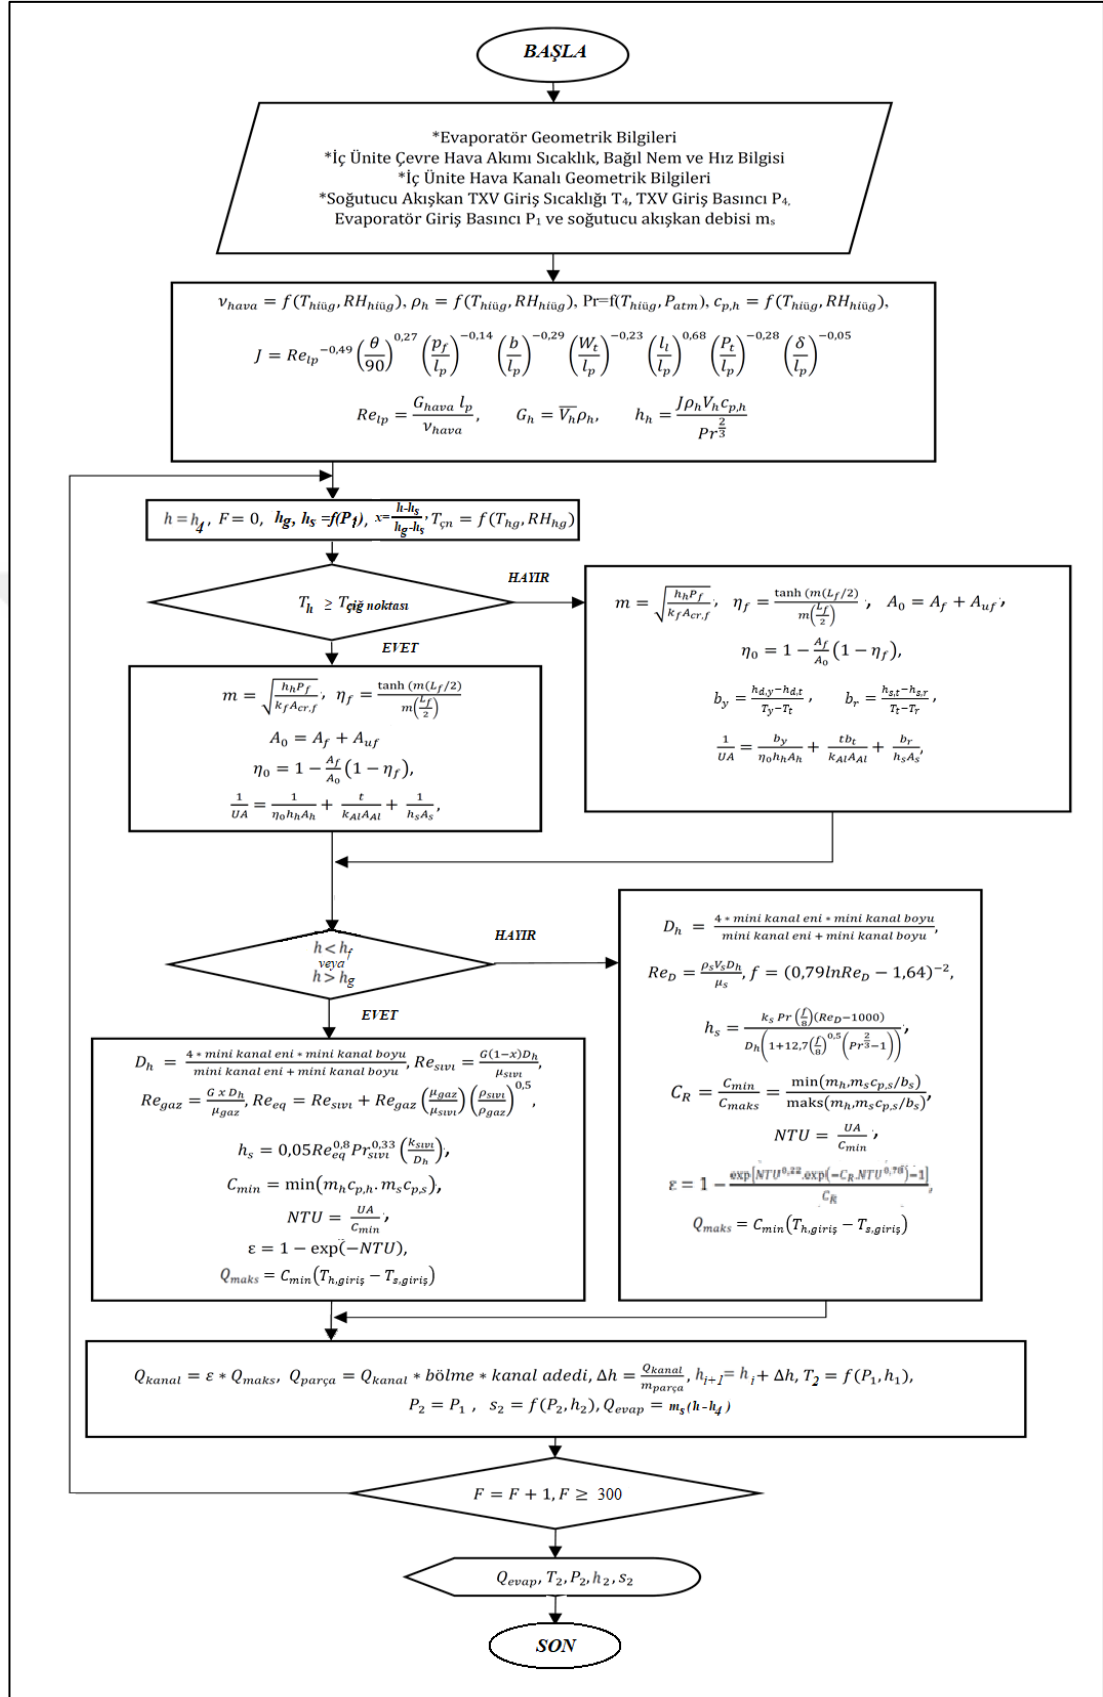 BAŞLA
*Evaporatör Geometrik Bilgileri
*İç Ünite Çevre Hava Akımı Sıcaklık, Bağıl Nem ve Hız Bilgisi
*İç Ünite Hava Kanalı Geometrik Bilgileri
*Soğutucu Akışkan TXV Giriş Sıcaklığı T₄, TXV Giriş Basıncı P₄,
Evaporatör Giriş Basıncı P₁ ve soğutucu akışkan debisi mₛ
ν_hava = f(T_hiüg, RH_hiüg), ρ_h = f(T_hiüg, RH_hiüg), Pr=f(T_hiüg, P_atm), c_p,h = f(T_hiüg, RH_hiüg),
J = Re_lp^−0,49 (θ/90)^0,27 (p_f/l_p)^−0,14 (b/l_p)^−0,29 (W_t/l_p)^−0,23 (l_l/l_p)^0,68 (P_t/l_p)^−0,28 (δ/l_p)^−0,05
Re_lp = G_hava l_p / ν_hava, G_h = V̅_h ρ_h, h_h = Jρ_h V_h c_p,h / Pr^(2/3)
h = h_4, F = 0, h_g, h_s =f(P_1), x= (h-h_s)/(h_g-h_s), T_çn = f(T_hg, RH_hg)
T_h ≥ T_çiğ noktası
HAYIR
EVET
m = √(h_h P_f / k_f A_cr,f), η_f = tanh (m(L_f/2) / m(L_f/2)
A_0 = A_f + A_uf
η_0 = 1 − A_f/A_0 (1 − η_f),
1/UA = 1/(η_0 h_h A_h) + t/(k_Al A_Al) + 1/(h_s A_s),
m = √(h_h P_f / k_f A_cr,f), η_f = tanh (m(L_f/2) / m(L_f/2), A_0 = A_f + A_uf,
η_0 = 1 − A_f/A_0 (1 − η_f),
b_y = (h_d,y − h_d,t)/(T_y − T_t), b_r = (h_s,t − h_s,r)/(T_t − T_r),
1/UA = b_y/(η_0 h_h A_h) + tb_t/(k_Al A_Al) + b_r/(h_s A_s),
h < h_f
veya
h > h_g
HAYIR
EVET
D_h = 4 * mini kanal eni * mini kanal boyu / mini kanal eni + mini kanal boyu, Re_sıvı = G(1−x)D_h / μ_sıvı,
Re_gaz = G x D_h / μ_gaz, Re_eq = Re_sıvı + Re_gaz (μ_gaz/μ_sıvı) (ρ_sıvı/ρ_gaz)^0,5,
h_s = 0,05Re_eq^0,8 Pr_sıvı^0,33 (k_sıvı/D_h),
C_min = min(m_h c_p,h. m_s c_p,s),
NTU = UA/C_min,
ε = 1 − exp(−NTU),
Q_maks = C_min(T_h,giriş − T_s,giriş)
D_h = 4 * mini kanal eni * mini kanal boyu / mini kanal eni + mini kanal boyu,
Re_D = ρ_s V_s D_h / μ_s, f = (0,79lnRe_D − 1,64)^−2,
h_s = k_s Pr (f/8)(Re_D−1000) / D_h(1+12,7(f/8)^0,5 (Pr^(2/3)−1)),
C_R = C_min/C_maks = min(m_h,m_s c_p,s/b_s) / maks(m_h,m_s c_p,s/b_s),
NTU = UA/C_min,
ε = 1 − exp[NTU^0,22.exp(−C_R.NTU^0,78)−1] / C_R,
Q_maks = C_min(T_h,giriş − T_s,giriş)
Q_kanal = ε * Q_maks, Q_parça = Q_kanal * bölme * kanal adedi, Δh = Q_kanal/m_parça, h_i+1 = h_i + Δh, T_2 = f(P_1, h_1),
P_2 = P_1 , s_2 = f(P_2, h_2), Q_evap = m_s(h−h_4)
F = F + 1, F ≥ 300
Q_evap, T_2, P_2, h_2, s_2
SON